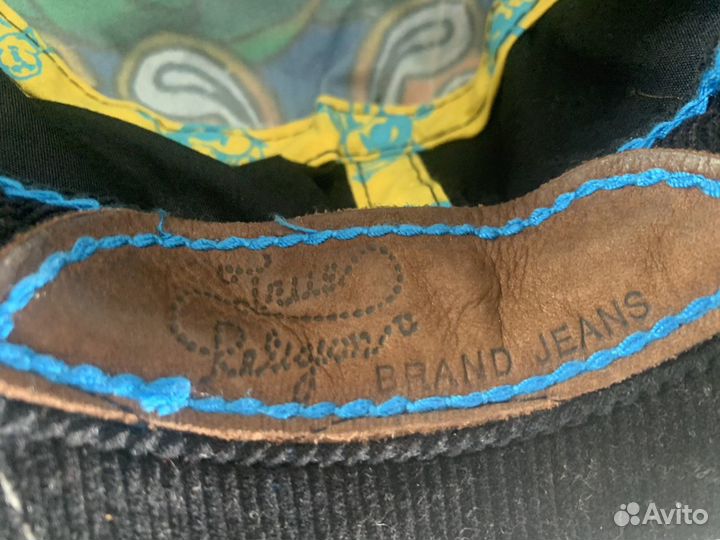 True
Religion
BRAND JEANS
Avito